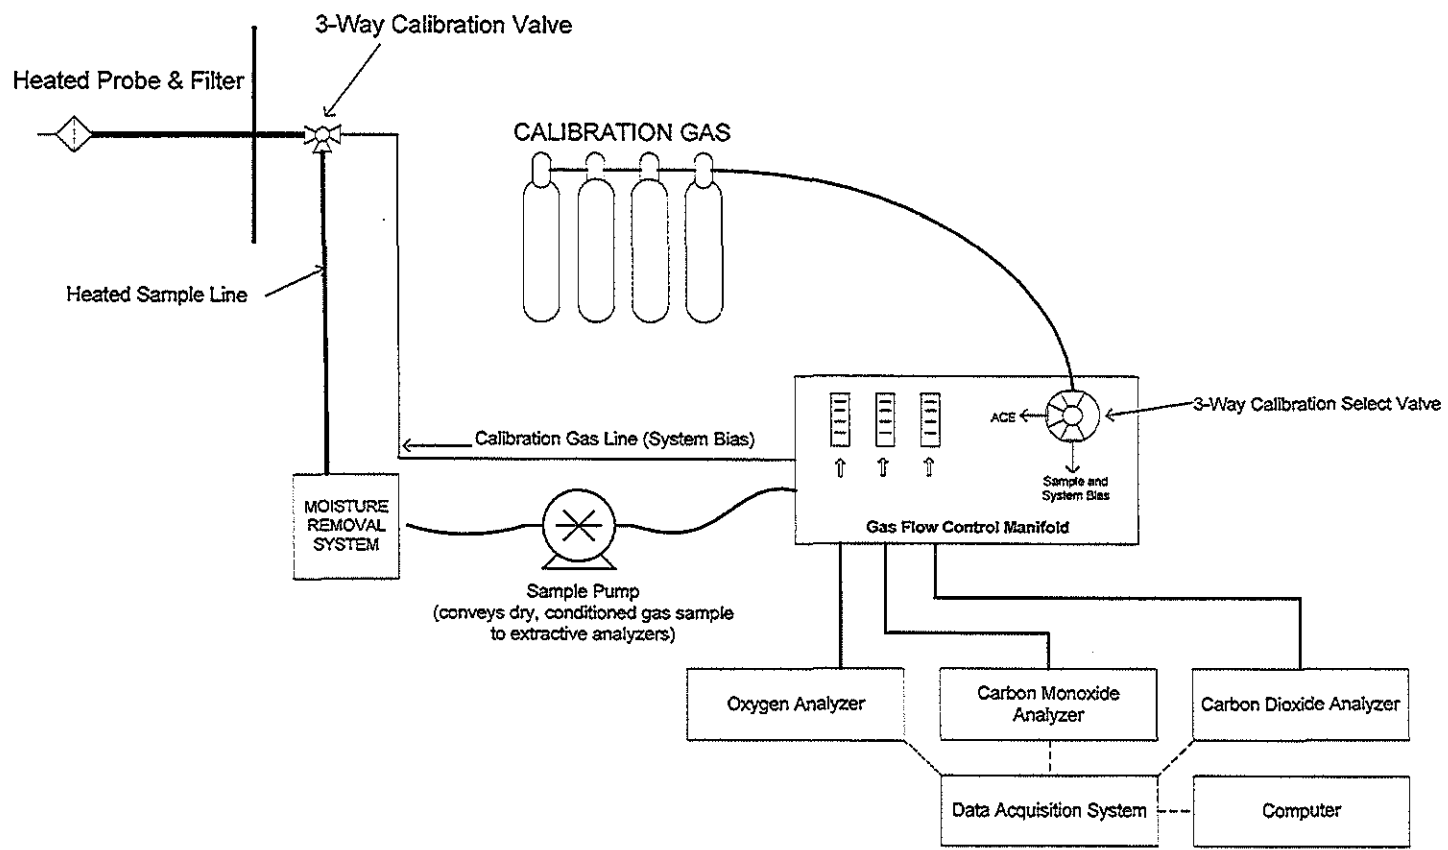 3-Way Calibration Valve
Heated Probe & Filter
CALIBRATION GAS
Heated Sample Line
3-Way Calibration Select Valve
ACE
Calibration Gas Line (System Bias)
Sample and
System Bias
MOISTURE
REMOVAL
SYSTEM
Gas Flow Control Manifold
Sample Pump
(conveys dry, conditioned gas sample
to extractive analyzers)
Oxygen Analyzer
Carbon Monoxide
Analyzer
Carbon Dioxide Analyzer
Data Acquisition System
Computer